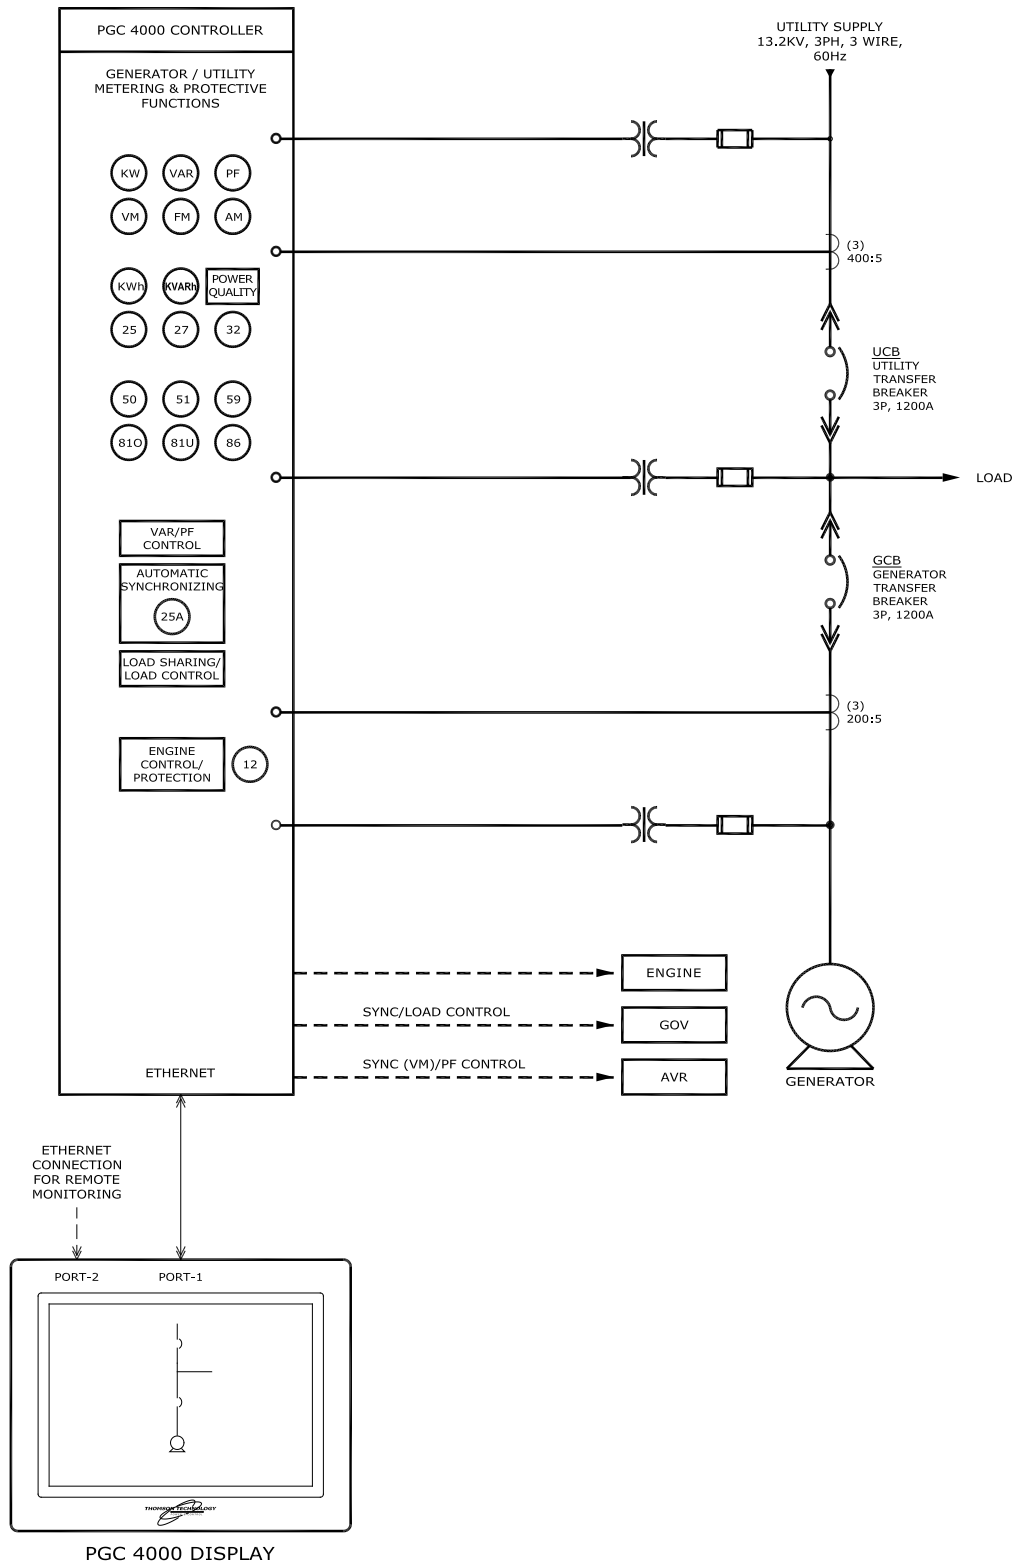 PGC 4000 CONTROLLER
GENERATOR / UTILITY
METERING & PROTECTIVE
FUNCTIONS
KW VAR PF
VM FM AM
KWh KVARh POWER
QUALITY
25 27 32
50 51 59
81O 81U 86
VAR/PF
CONTROL
AUTOMATIC
SYNCHRONIZING
25A
LOAD SHARING/
LOAD CONTROL
ENGINE
CONTROL/
PROTECTION
12
ETHERNET
UTILITY SUPPLY
13.2KV, 3PH, 3 WIRE,
60Hz
(3)
400:5
UCB
UTILITY
TRANSFER
BREAKER
3P, 1200A
LOAD
GCB
GENERATOR
TRANSFER
BREAKER
3P, 1200A
(3)
200:5
ENGINE
SYNC/LOAD CONTROL
GOV
SYNC (VM)/PF CONTROL
AVR
GENERATOR
ETHERNET
CONNECTION
FOR REMOTE
MONITORING
PORT-2 PORT-1
THOMSON TECHNOLOGY
PGC 4000 DISPLAY